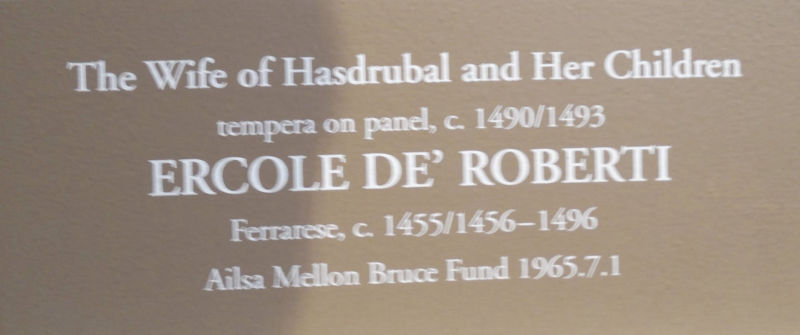 The Wife of Hasdrubal and Her Children
tempera on panel, c. 1490/1493
ERCOLE DE’ ROBERTI
Ferrarese, c. 1455/1456–1496
Ailsa Mellon Bruce Fund 1965.7.1